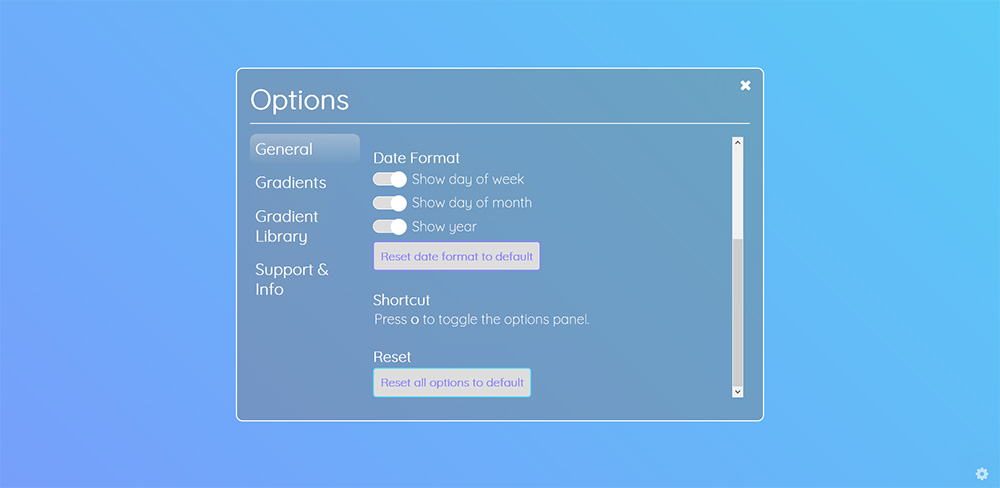 Options
General
Gradients
Gradient
Library
Support &
Info
Date Format
Show day of week
Show day of month
Show year
Reset date format to default
Shortcut
Press o to toggle the options panel.
Reset
Reset all options to default